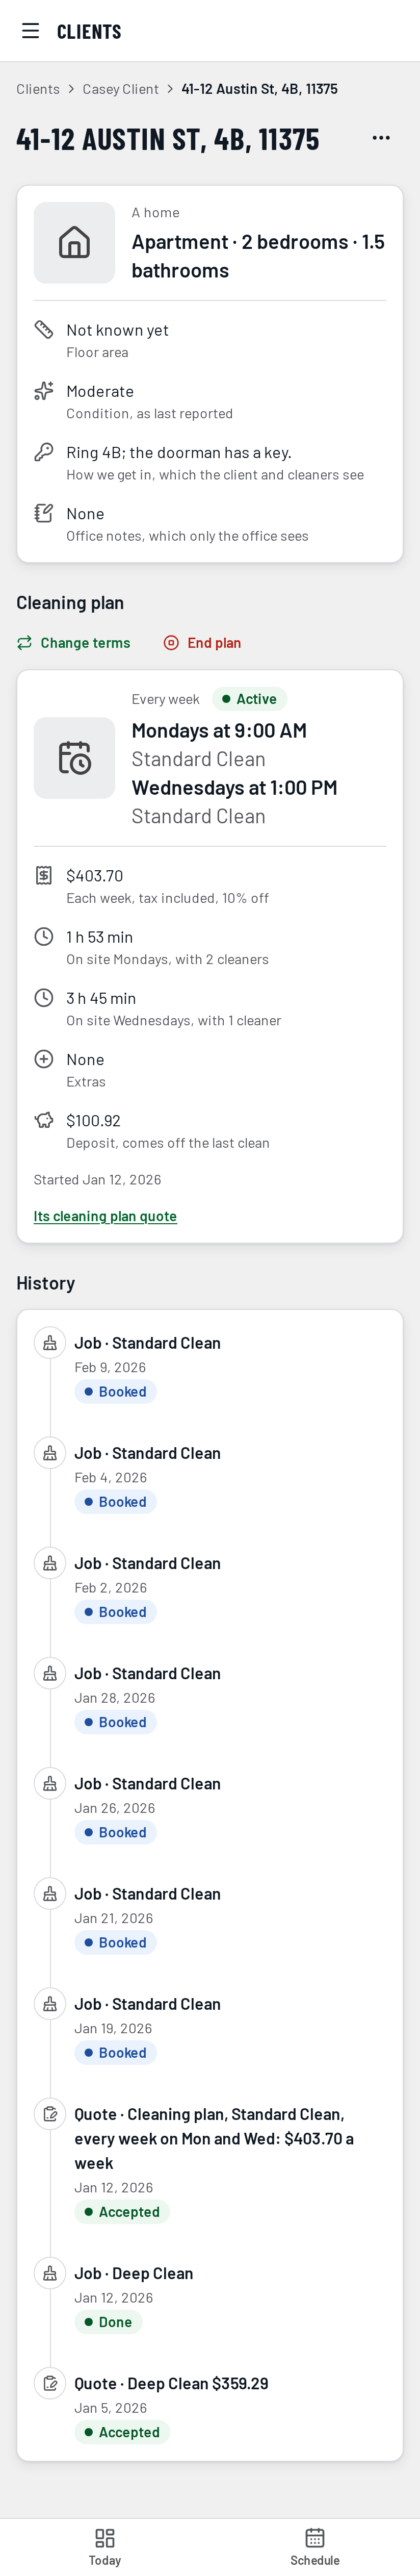 CLIENTS
Clients > Casey Client > 41-12 Austin St, 4B, 11375
41-12 AUSTIN ST, 4B, 11375
A home
Apartment · 2 bedrooms · 1.5
bathrooms
Not known yet
Floor area
Moderate
Condition, as last reported
Ring 4B; the doorman has a key.
How we get in, which the client and cleaners see
None
Office notes, which only the office sees
Cleaning plan
Change terms End plan
Every week Active
Mondays at 9:00 AM
Standard Clean
Wednesdays at 1:00 PM
Standard Clean
$403.70
Each week, tax included, 10% off
1 h 53 min
On site Mondays, with 2 cleaners
3 h 45 min
On site Wednesdays, with 1 cleaner
None
Extras
$100.92
Deposit, comes off the last clean
Started Jan 12, 2026
Its cleaning plan quote
History
Job · Standard Clean
Feb 9, 2026
Booked
Job · Standard Clean
Feb 4, 2026
Booked
Job · Standard Clean
Feb 2, 2026
Booked
Job · Standard Clean
Jan 28, 2026
Booked
Job · Standard Clean
Jan 26, 2026
Booked
Job · Standard Clean
Jan 21, 2026
Booked
Job · Standard Clean
Jan 19, 2026
Booked
Quote · Cleaning plan, Standard Clean,
every week on Mon and Wed: $403.70 a
week
Jan 12, 2026
Accepted
Job · Deep Clean
Jan 12, 2026
Done
Quote · Deep Clean $359.29
Jan 5, 2026
Accepted
Today Schedule